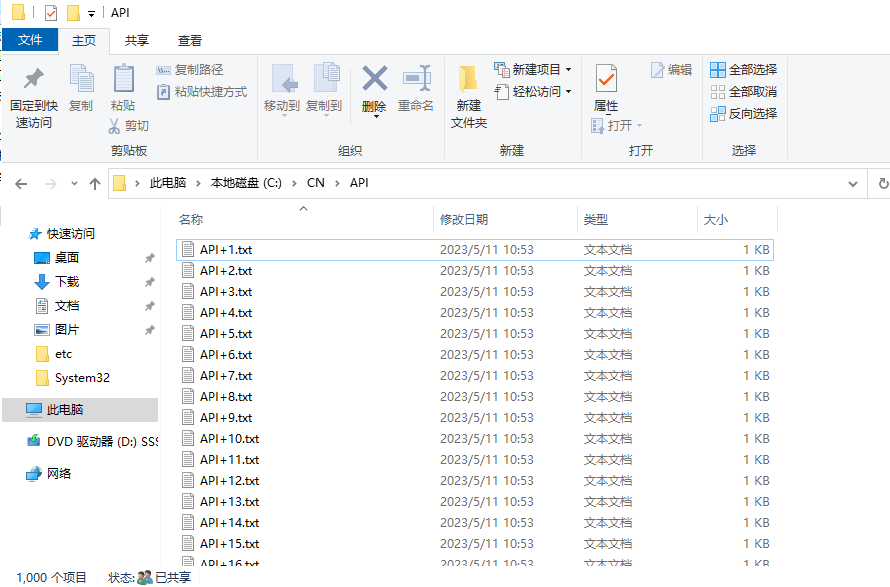 API
文件 主页 共享 查看
固定到快速访问 复制 粘贴 复制路径 粘贴快捷方式 剪切 移动到 复制到 删除 重命名 新建文件夹 新建项目 轻松访问 属性 打开 编辑 全部选择 全部取消 反向选择
剪贴板 组织 新建 打开 选择
此电脑 本地磁盘 (C:) CN API
名称 修改日期 类型 大小
快速访问
桌面
下载
文档
图片
etc
System32
此电脑
DVD 驱动器 (D:) SSS
网络
API+1.txt 2023/5/11 10:53 文本文档 1 KB
API+2.txt 2023/5/11 10:53 文本文档 1 KB
API+3.txt 2023/5/11 10:53 文本文档 1 KB
API+4.txt 2023/5/11 10:53 文本文档 1 KB
API+5.txt 2023/5/11 10:53 文本文档 1 KB
API+6.txt 2023/5/11 10:53 文本文档 1 KB
API+7.txt 2023/5/11 10:53 文本文档 1 KB
API+8.txt 2023/5/11 10:53 文本文档 1 KB
API+9.txt 2023/5/11 10:53 文本文档 1 KB
API+10.txt 2023/5/11 10:53 文本文档 1 KB
API+11.txt 2023/5/11 10:53 文本文档 1 KB
API+12.txt 2023/5/11 10:53 文本文档 1 KB
API+13.txt 2023/5/11 10:53 文本文档 1 KB
API+14.txt 2023/5/11 10:53 文本文档 1 KB
API+15.txt 2023/5/11 10:53 文本文档 1 KB
API+16.txt 2023/5/11 10:53 文本文档 1 KB
1,000 个项目 状态: 已共享